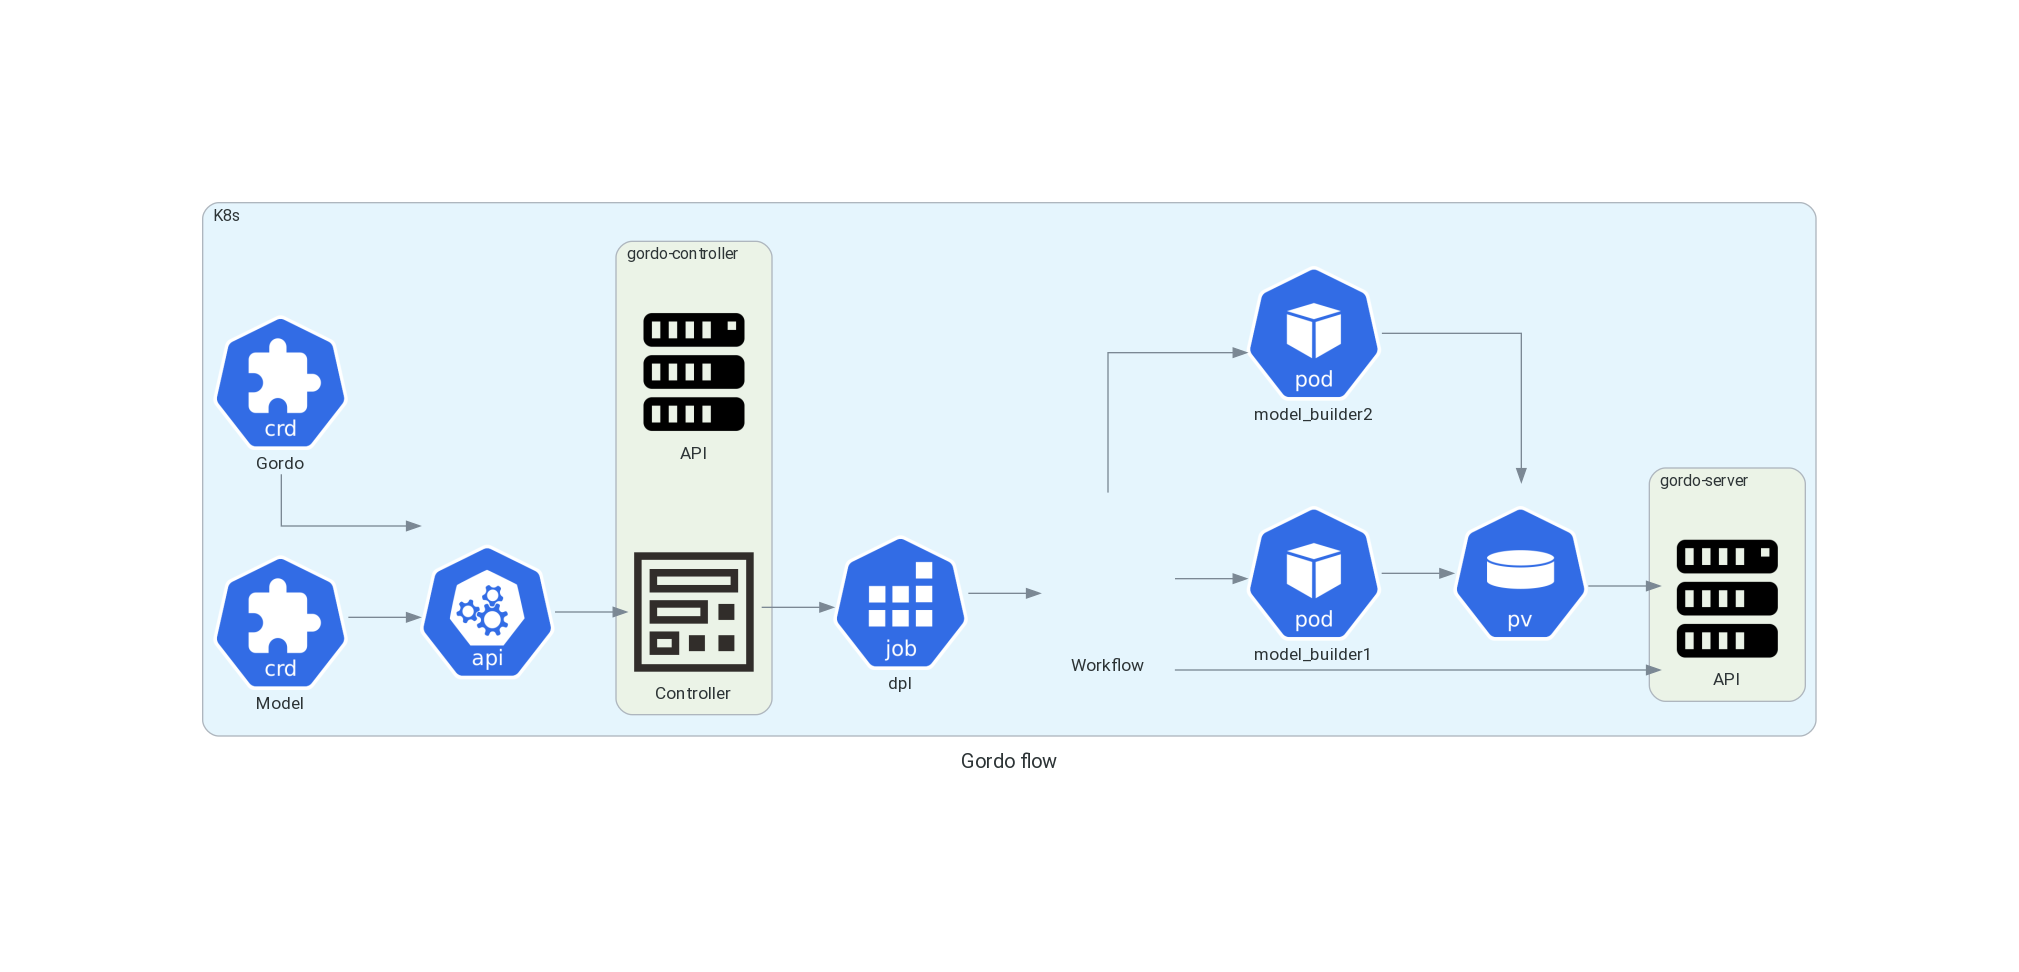 K8s
gordo-controller
gordo-server
crd
Gordo
crd
Model
api
API
Controller
job
dpl
Workflow
pod
model_builder2
pod
model_builder1
pv
API
Gordo flow